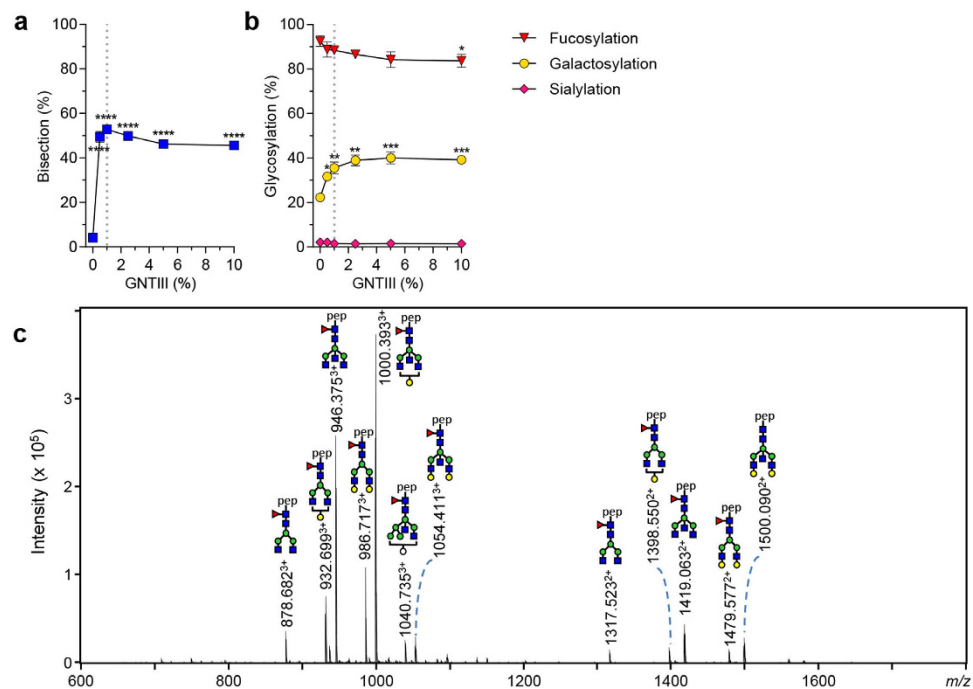 a
100
80
60
40
20
0
Bisection (%)
****
****
****
****
****
0 2 4 6 8 10
GNTIII (%)
b
100
80
60
40
20
0
Glycosylation (%)
*
*
**
**
***
***
0 2 4 6 8 10
GNTIII (%)
Fucosylation
Galactosylation
Sialylation
c
Intensity (x 10⁵)
3
2
1
0
pep
878.682³⁺
pep
932.699³⁺
pep
946.375³⁺
pep
986.717³⁺
pep
1000.393³⁺
pep
1040.735³⁺
pep
1054.411³⁺
pep
1317.523²⁺
pep
1398.550²⁺
pep
1419.063²⁺
pep
1479.577²⁺
pep
1500.090²⁺
600 800 1000 1200 1400 1600 m/z